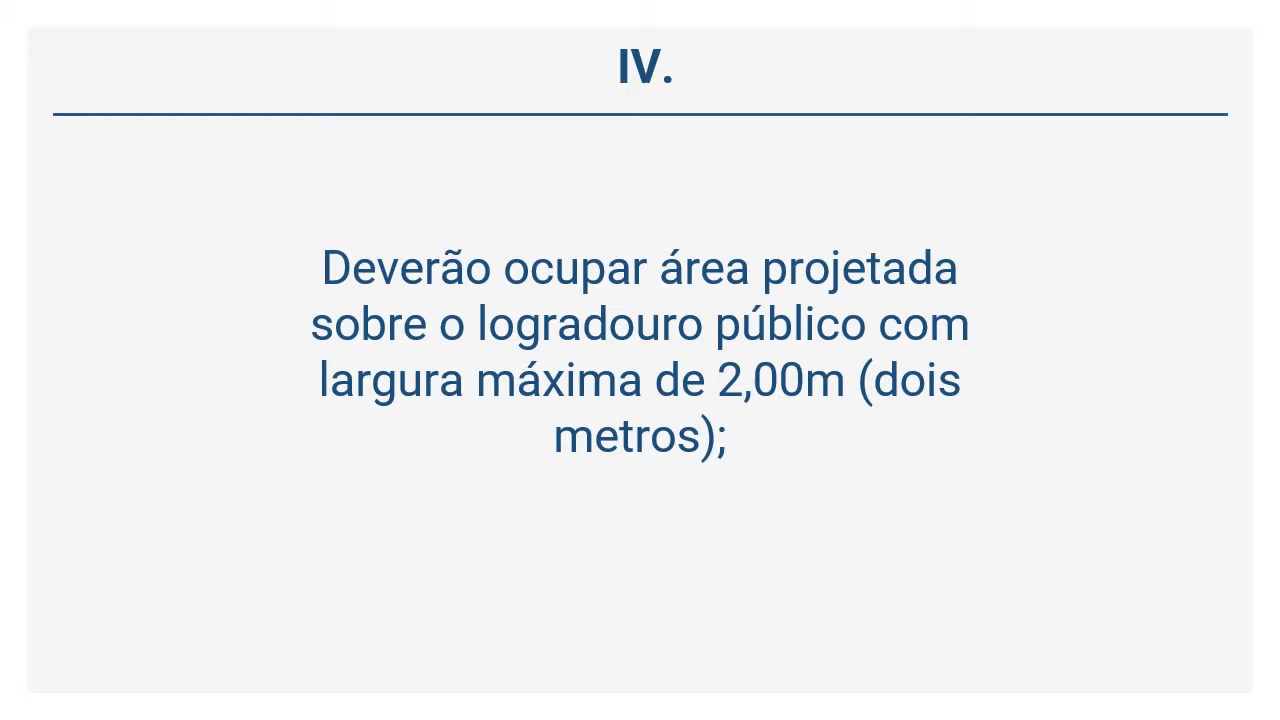 IV.
Deverão ocupar área projetada
sobre o logradouro público com
largura máxima de 2,00m (dois
metros);